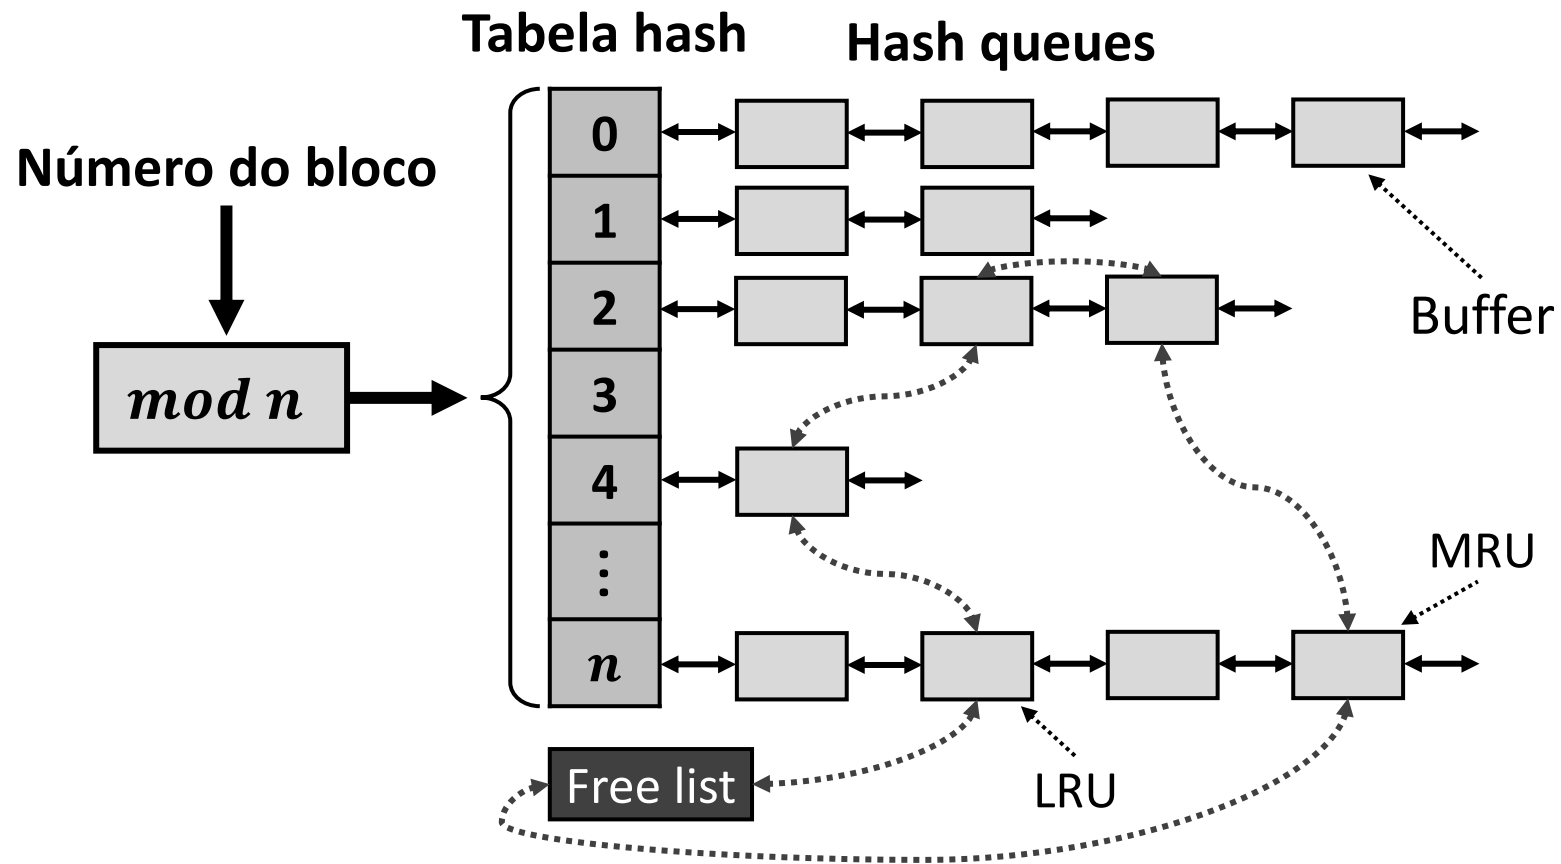 Tabela hash
Hash queues
Número do bloco
mod n
0
1
2
3
4
⋮
n
Buffer
MRU
LRU
Free list